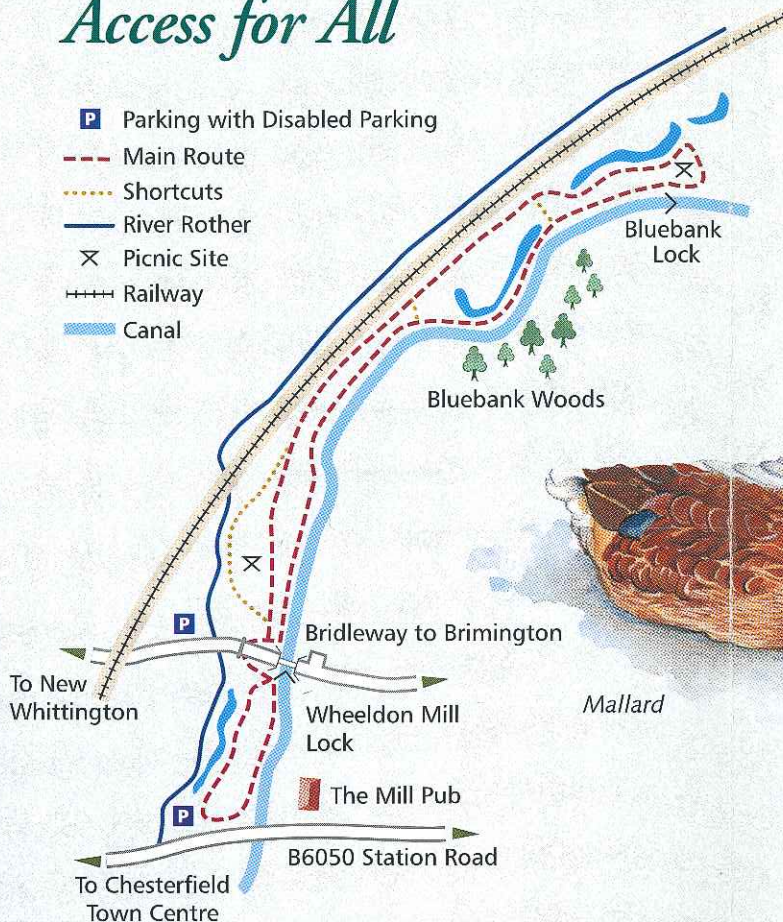 Access for All
P Parking with Disabled Parking
Main Route
Shortcuts
River Rother
Picnic Site
Railway
Canal
Bluebank
Lock
Bluebank Woods
P
Bridleway to Brimington
To New
Whittington
Mallard
Wheeldon Mill
Lock
The Mill Pub
P
B6050 Station Road
To Chesterfield
Town Centre